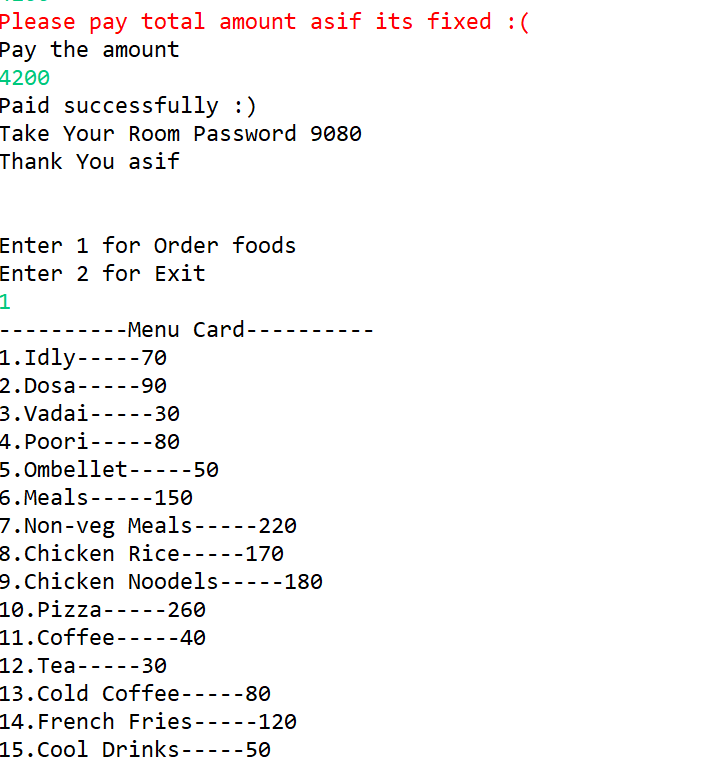 Please pay total amount asif its fixed :(
Pay the amount
4200
Paid successfully :)
Take Your Room Password 9080
Thank You asif
Enter 1 for Order foods
Enter 2 for Exit
1
----------Menu Card----------
1.Idly-----70
2.Dosa-----90
3.Vadai-----30
4.Poori-----80
5.Ombellet-----50
6.Meals-----150
7.Non-veg Meals-----220
8.Chicken Rice-----170
9.Chicken Noodels-----180
10.Pizza-----260
11.Coffee-----40
12.Tea-----30
13.Cold Coffee-----80
14.French Fries-----120
15.Cool Drinks-----50